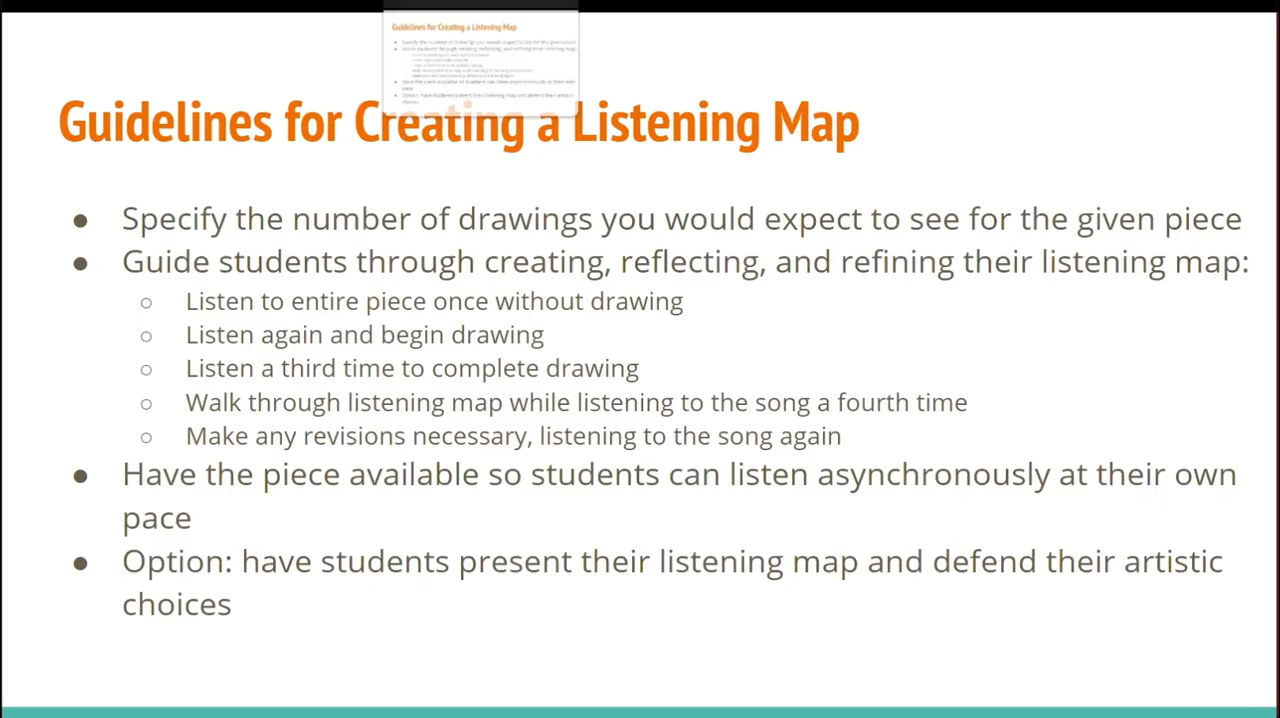 Guidelines for Creating a Listening Map
Guidelines for Creating a Listening Map
● Specify the number of drawings you would expect to see for the given piece
● Guide students through creating, reflecting, and refining their listening map:
○ Listen to entire piece once without drawing
○ Listen again and begin drawing
○ Listen a third time to complete drawing
○ Walk through listening map while listening to the song a fourth time
○ Make any revisions necessary, listening to the song again
● Have the piece available so students can listen asynchronously at their own
pace
● Option: have students present their listening map and defend their artistic
choices